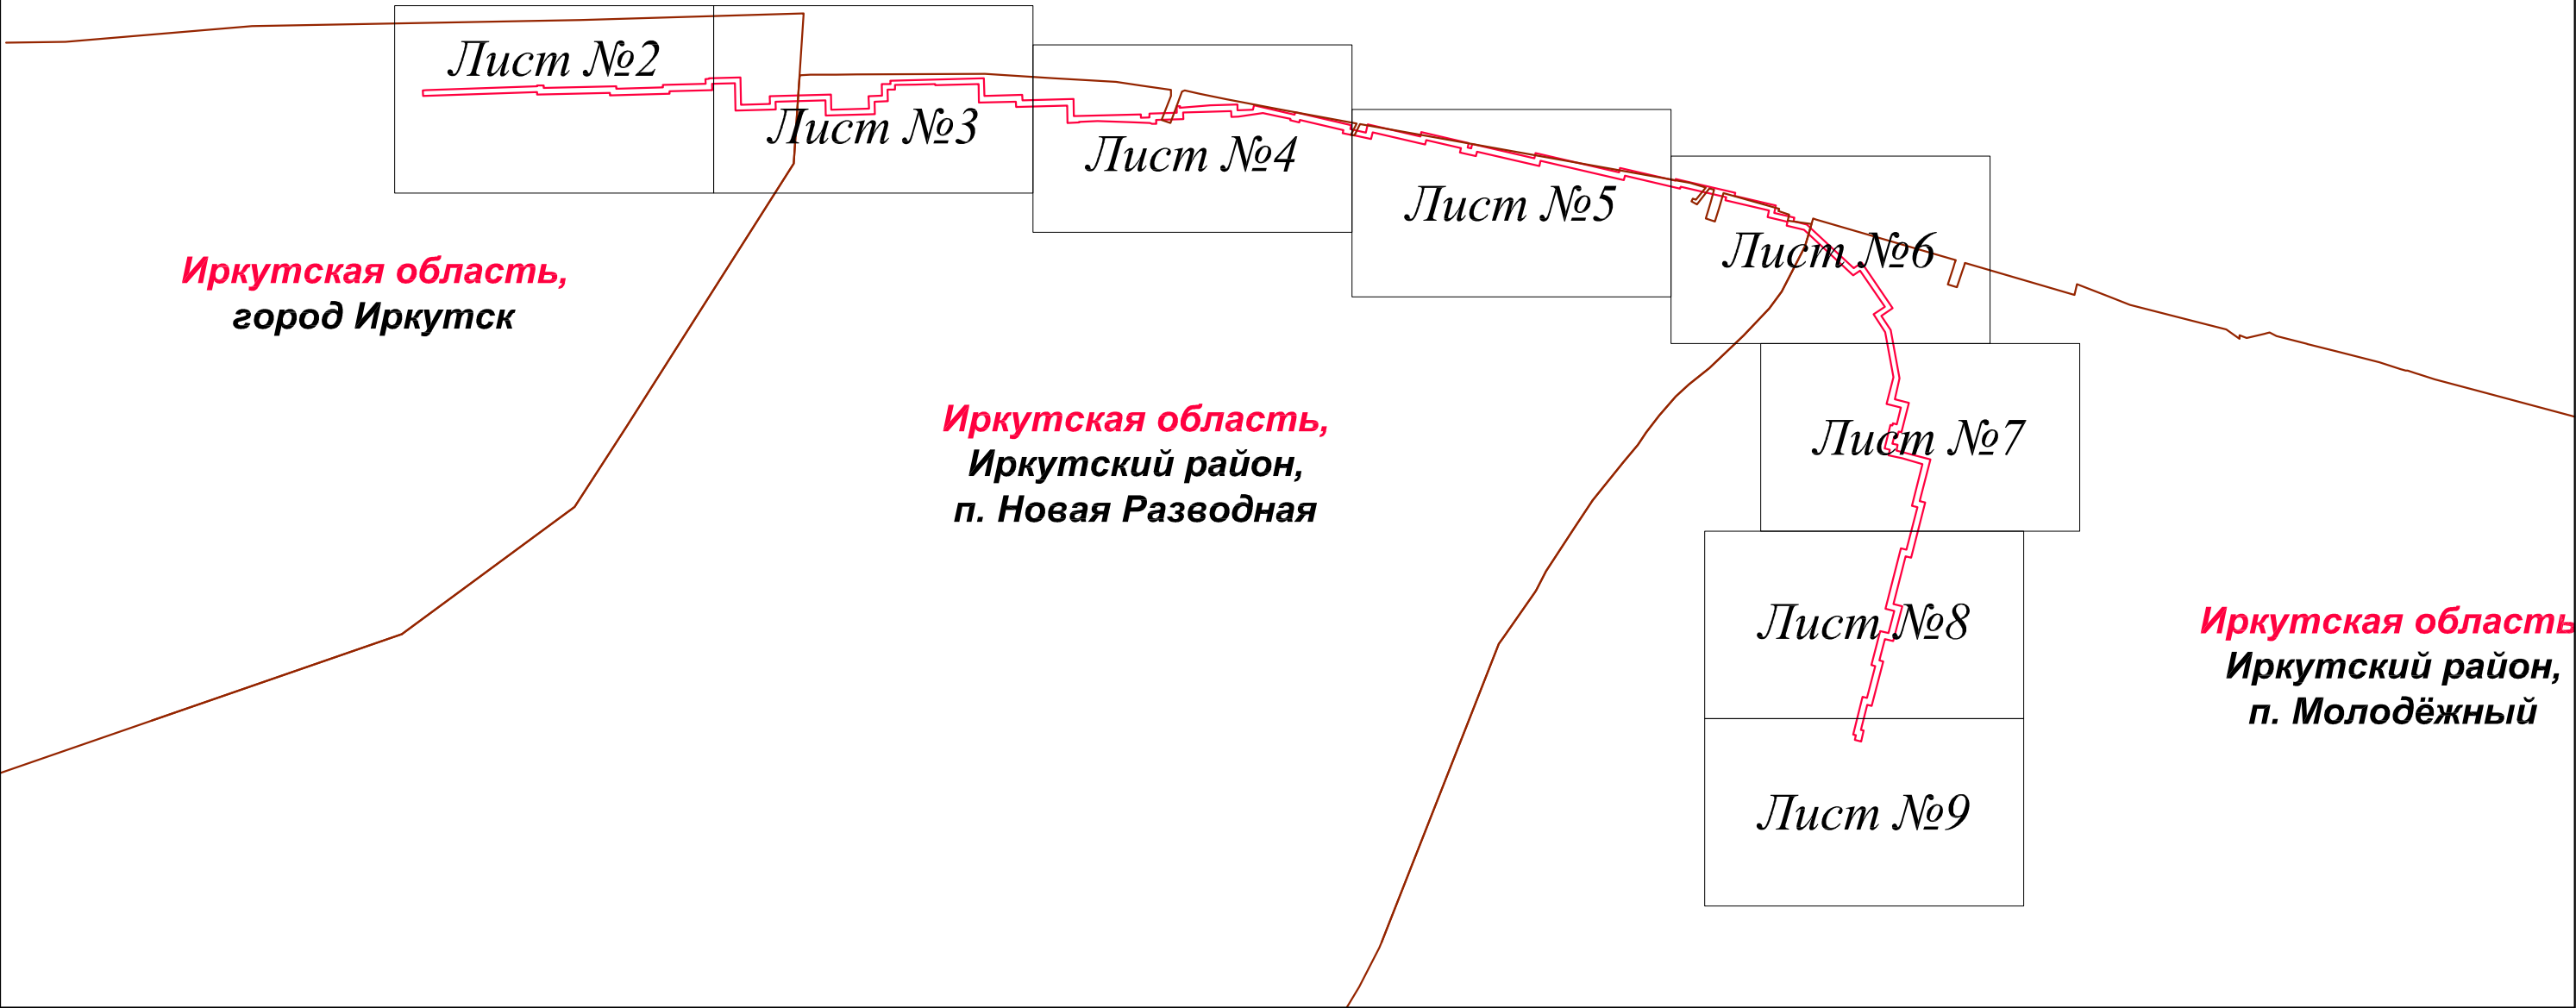 Лист №2
Лист №3
Лист №4
Лист №5
Лист №6
Иркутская область,
город Иркутск
Иркутская область,
Иркутский район,
п. Новая Разводная
Лист №7
Лист №8
Лист №9
Иркутская область
Иркутский район,
п. Молодёжный